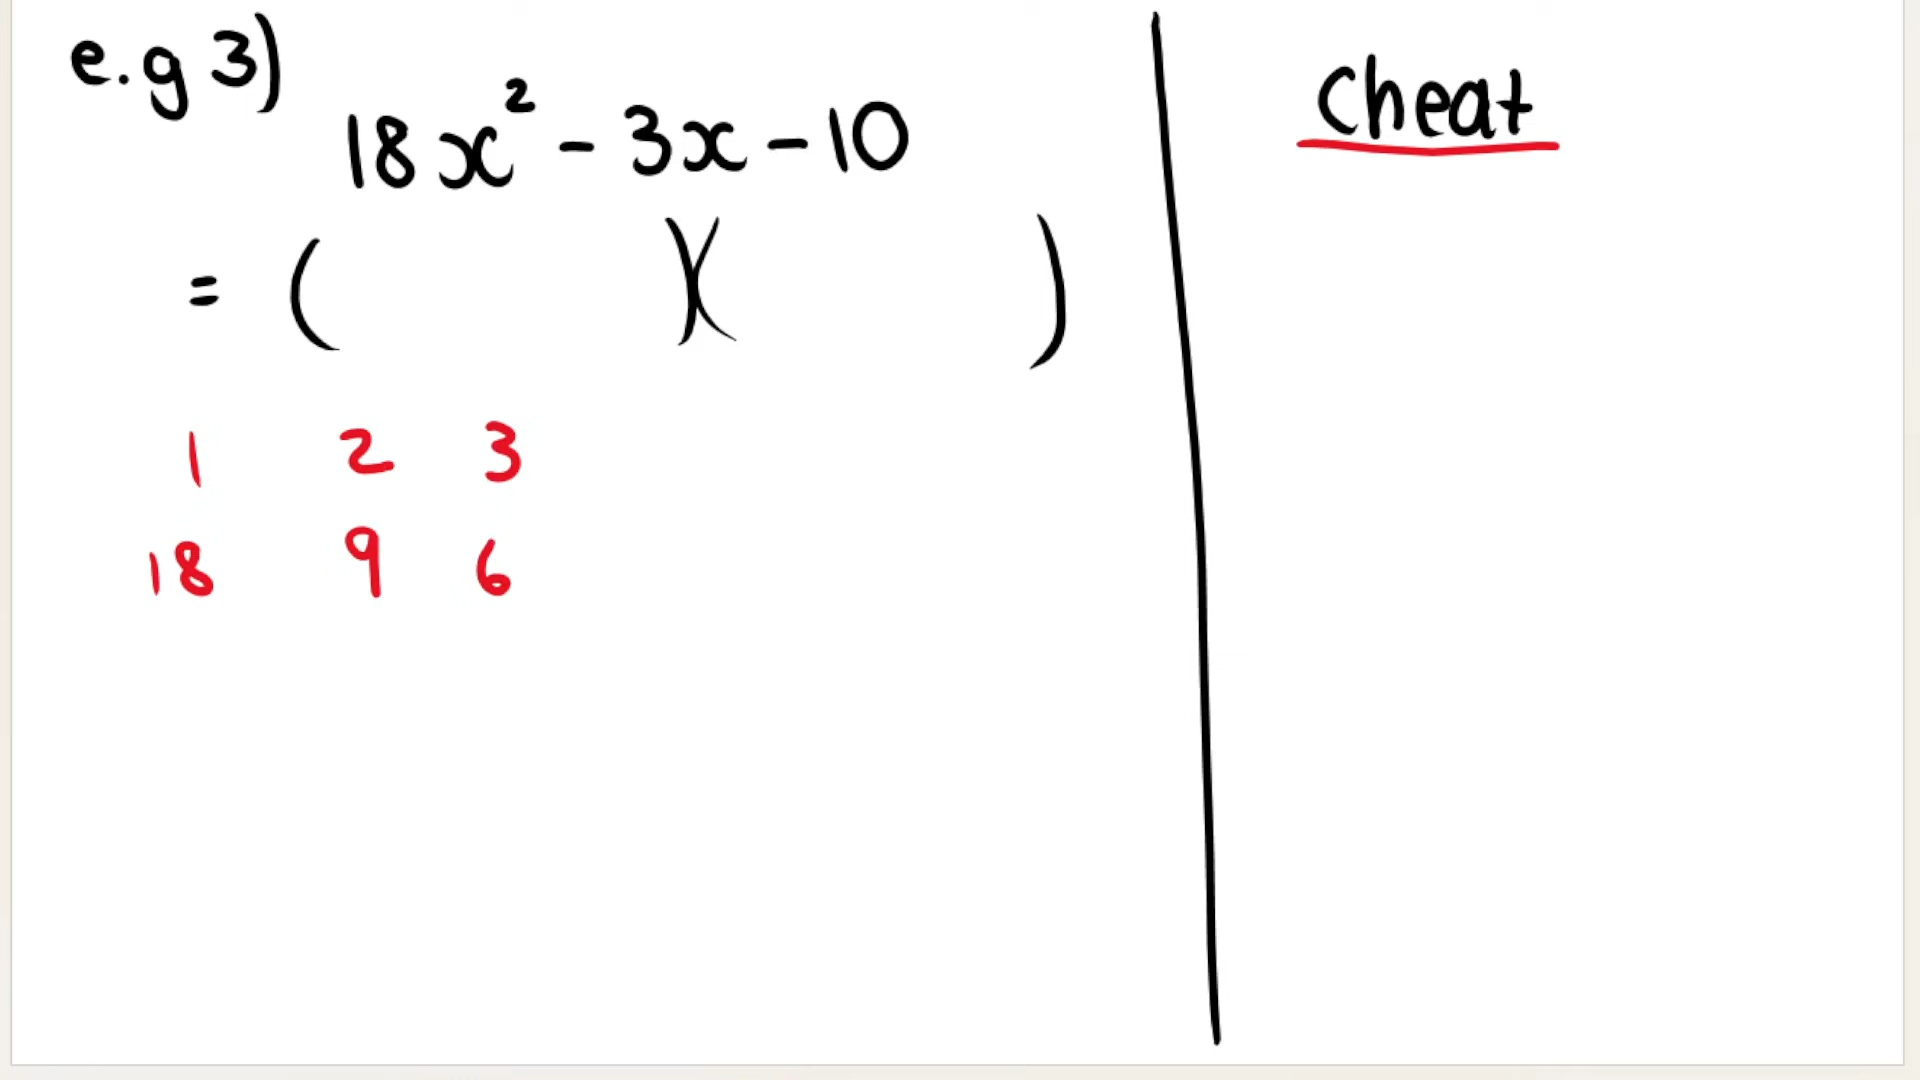 e.g 3)
18x² - 3x - 10
= ( )( )
1 2 3
18 9 6
Cheat